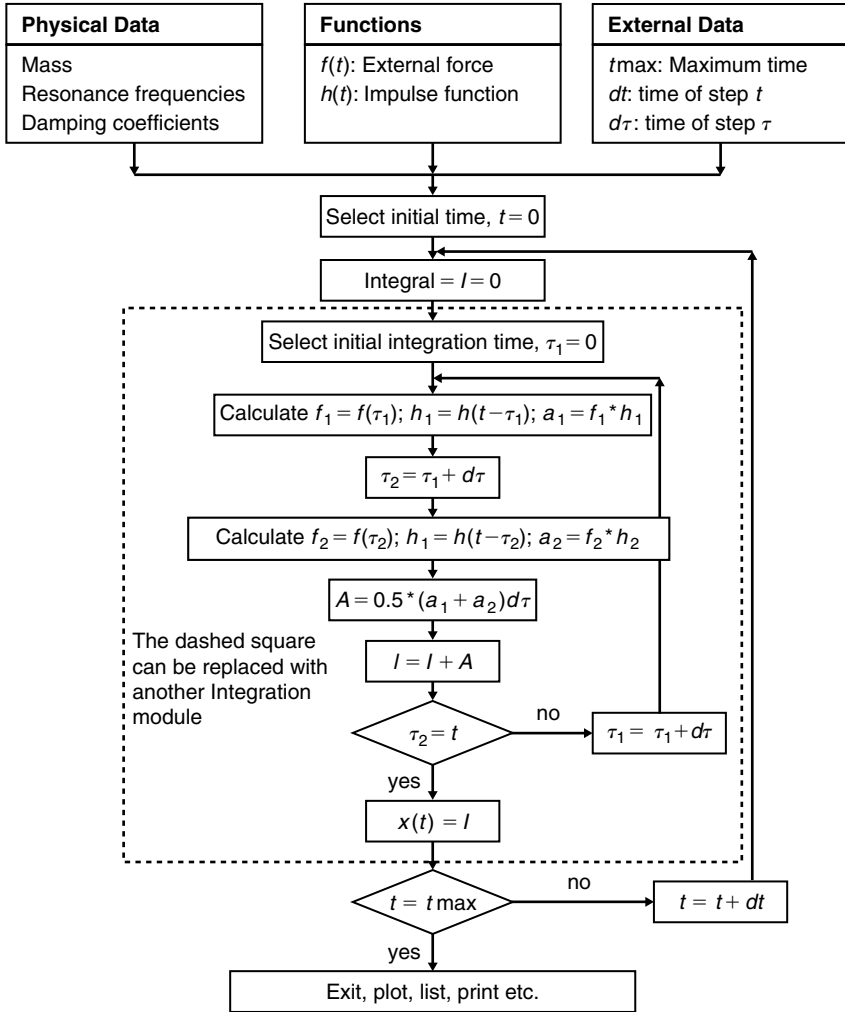 Physical Data
Mass
Resonance frequencies
Damping coefficients
Functions
f(t): External force
h(t): Impulse function
External Data
tmax: Maximum time
dt: time of step t
dτ: time of step τ
Select initial time, t = 0
Integral = I = 0
Select initial integration time, τ₁ = 0
Calculate f₁ = f(τ₁); h₁ = h(t−τ₁); a₁ = f₁* h₁
τ₂ = τ₁ + dτ
Calculate f₂ = f(τ₂); h₁ = h(t−τ₂); a₂ = f₂* h₂
A = 0.5* (a₁ + a₂)dτ
The dashed square
can be replaced with
another Integration
module
I = I + A
τ₂ = t
no
τ₁ = τ₁ + dτ
yes
x(t) = I
t = t max
no
t = t + dt
yes
Exit, plot, list, print etc.